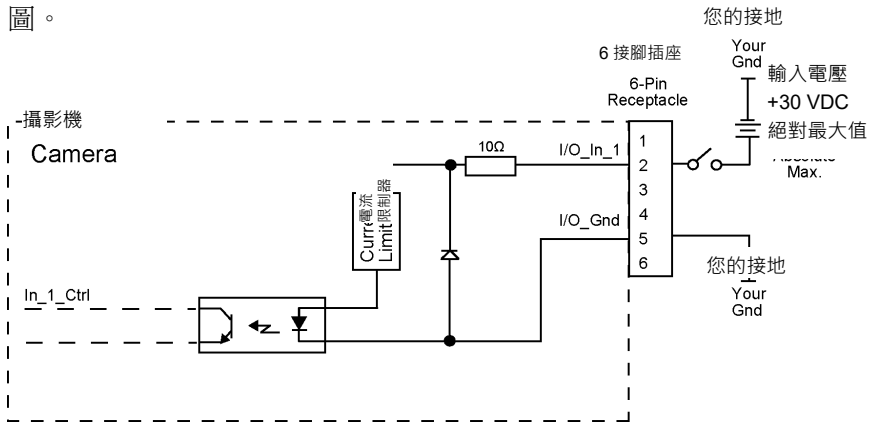 圖。
您的接地
Your
Gnd
6 接腳插座
6-Pin
Receptacle
輸入電壓
+30 VDC
絕對最大值
Max.
-攝影機
Camera
10Ω
I/O_In_1
1
2
3
4
5
6
I/O_Gnd
電流
限制器
Limit
In_1_Ctrl
您的接地
Your
Gnd